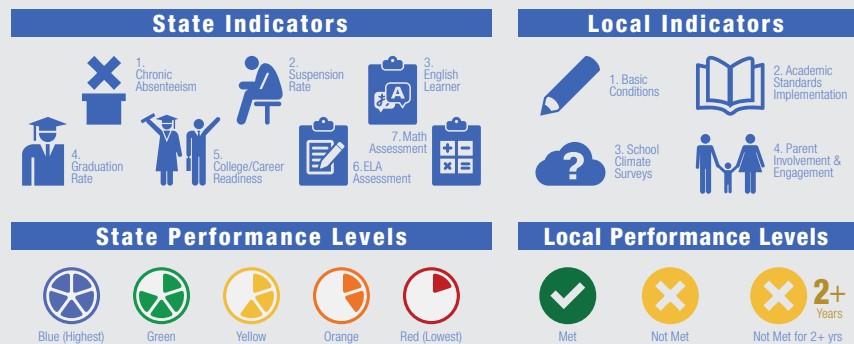 State Indicators
1.
Chronic
Absenteeism
2.
Suspension
Rate
3.
English
Learner
A
4.
Graduation
Rate
5.
College/Career
Readiness
6.ELA
Assessment
7. Math
Assessment
Local Indicators
1. Basic
Conditions
2. Academic
Standards
Implementation
?
3. School
Climate
Surveys
4. Parent
Involvement &
Engagement
State Performance Levels
Blue (Highest)
Green
Yellow
Orange
Red (Lowest)
Local Performance Levels
Met
Not Met
2+
Years
Not Met for 2+ yrs